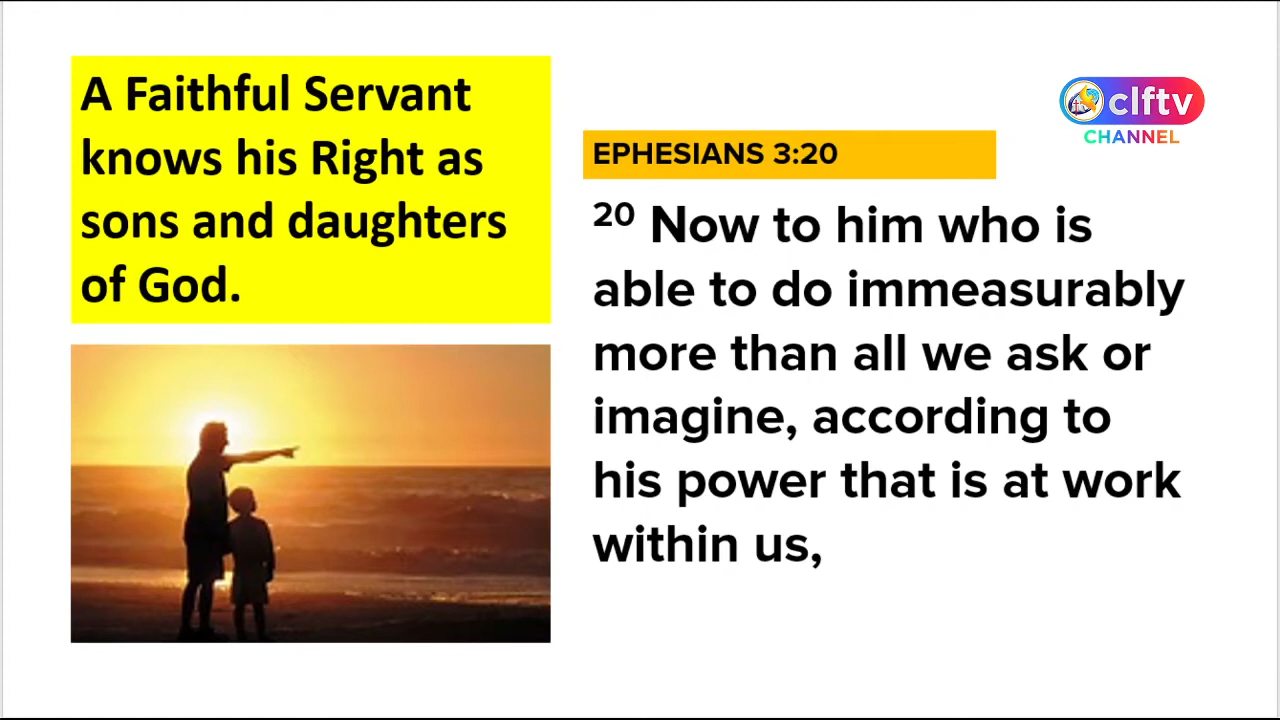 A Faithful Servant
knows his Right as
sons and daughters
of God.
clftv
CHANNEL
EPHESIANS 3:20
20 Now to him who is
able to do immeasurably
more than all we ask or
imagine, according to
his power that is at work
within us,